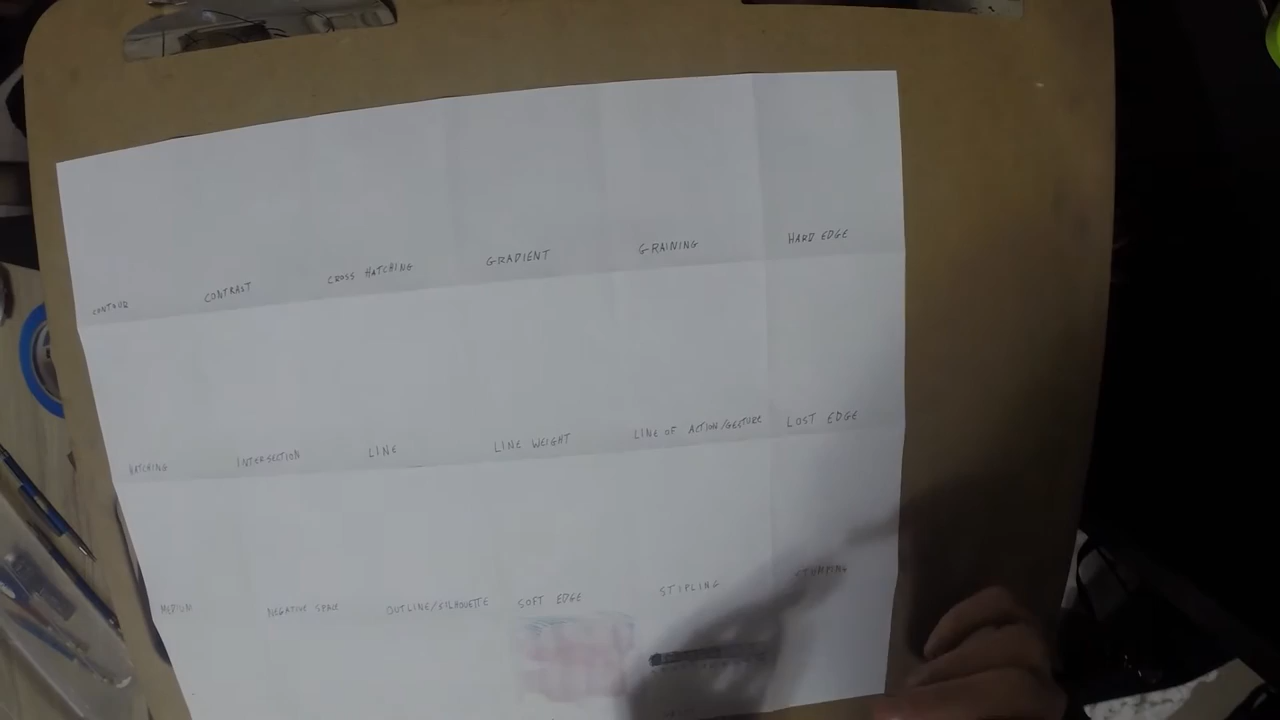 CONTOUR CONTRAST CROSS HATCHING GRADIENT GRAINING HARD EDGE
HATCHING INTERSECTION LINE LINE WEIGHT LINE OF ACTION/GESTURE LOST EDGE
MEDIUM NEGATIVE SPACE OUTLINE/SILHOUETTE SOFT EDGE STIPLING STUMPING